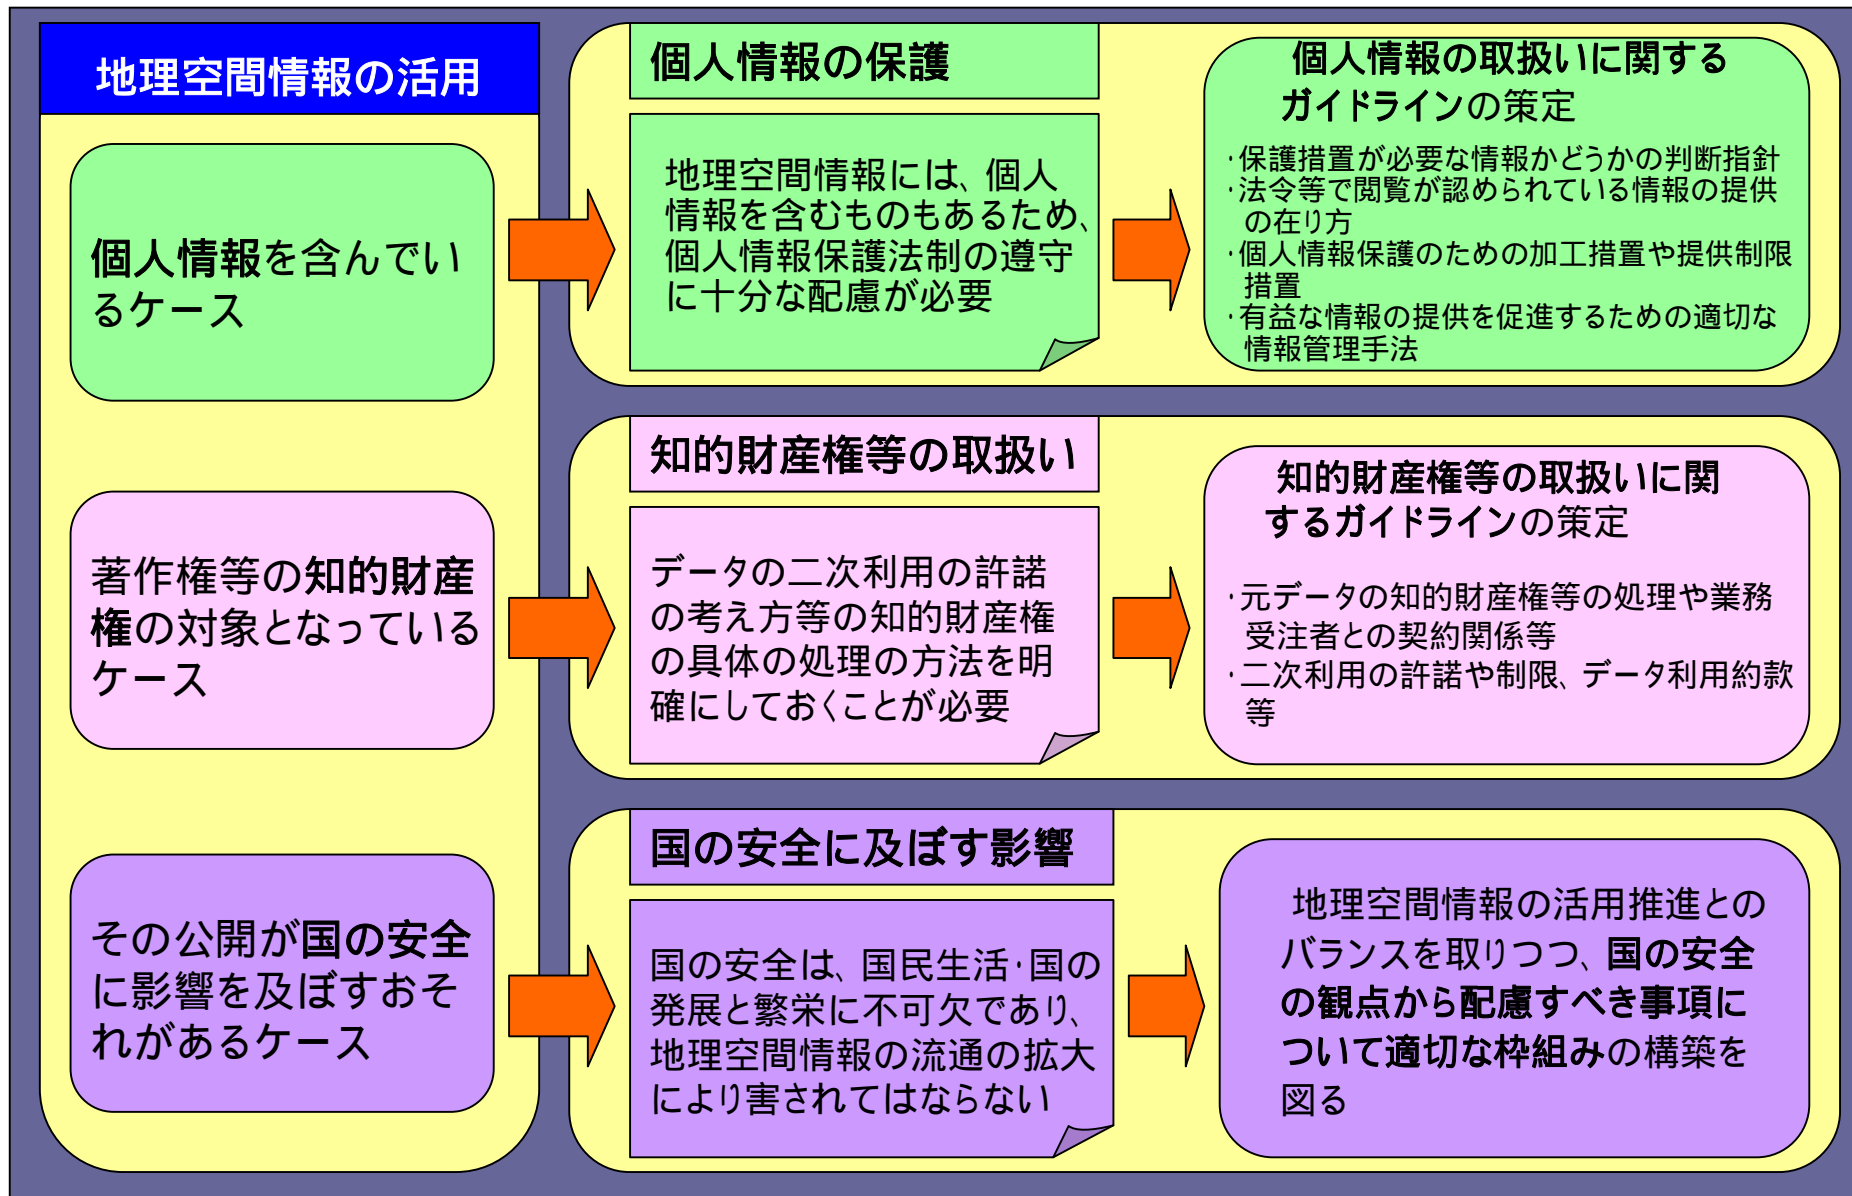 地理空間情報の活用
個人情報を含んでい
るケース
著作権等の知的財産
権の対象となっている
ケース
その公開が国の安全
に影響を及ぼすおそ
れがあるケース
個人情報の保護
地理空間情報には、個人
情報を含むものもあるため、
個人情報保護法制の遵守
に十分な配慮が必要
個人情報の取扱いに関する
ガイドラインの策定
・保護措置が必要な情報かどうかの判断指針
・法令等で閲覧が認められている情報の提供
の在り方
・個人情報保護のための加工措置や提供制限
措置
・有益な情報の提供を促進するための適切な
情報管理手法
知的財産権等の取扱い
データの二次利用の許諾
の考え方等の知的財産権
の具体の処理の方法を明
確にしておくことが必要
知的財産権等の取扱いに関
するガイドラインの策定
・元データの知的財産権等の処理や業務
受注者との契約関係等
・二次利用の許諾や制限、データ利用約款
等
国の安全に及ぼす影響
国の安全は、国民生活・国の
発展と繁栄に不可欠であり、
地理空間情報の流通の拡大
により害されてはならない
地理空間情報の活用推進との
バランスを取りつつ、国の安全
の観点から配慮すべき事項に
ついて適切な枠組みの構築を
図る